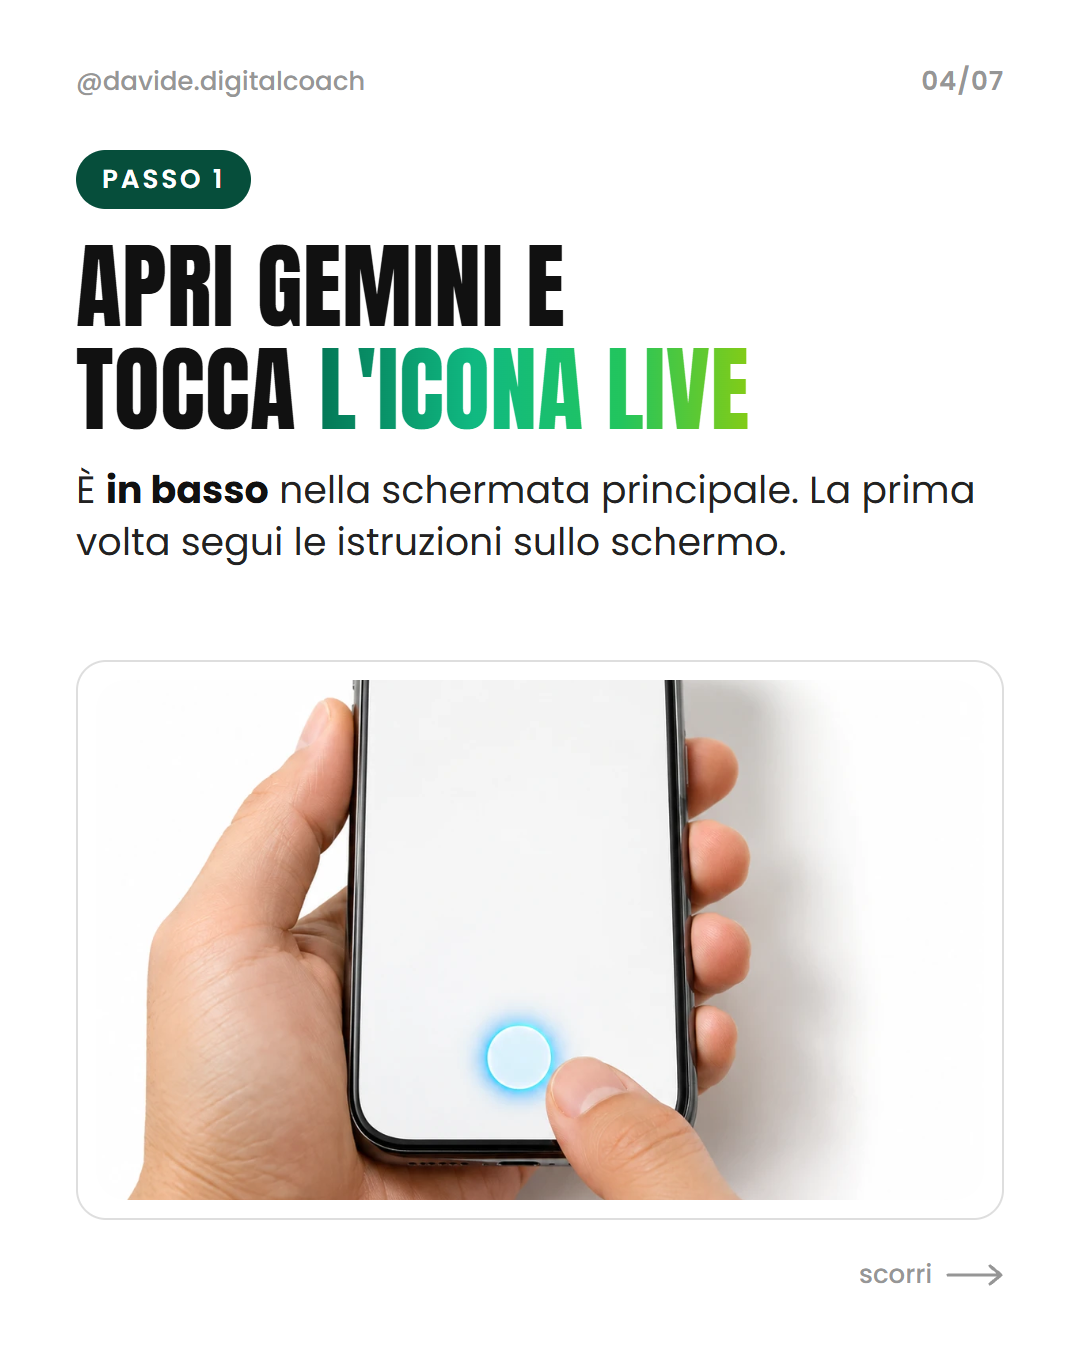 @davide.digitalcoach
04/07
PASSO 1
APRI GEMINI E
TOCCA L'ICONA LIVE
È in basso nella schermata principale. La prima
volta segui le istruzioni sullo schermo.
scorri